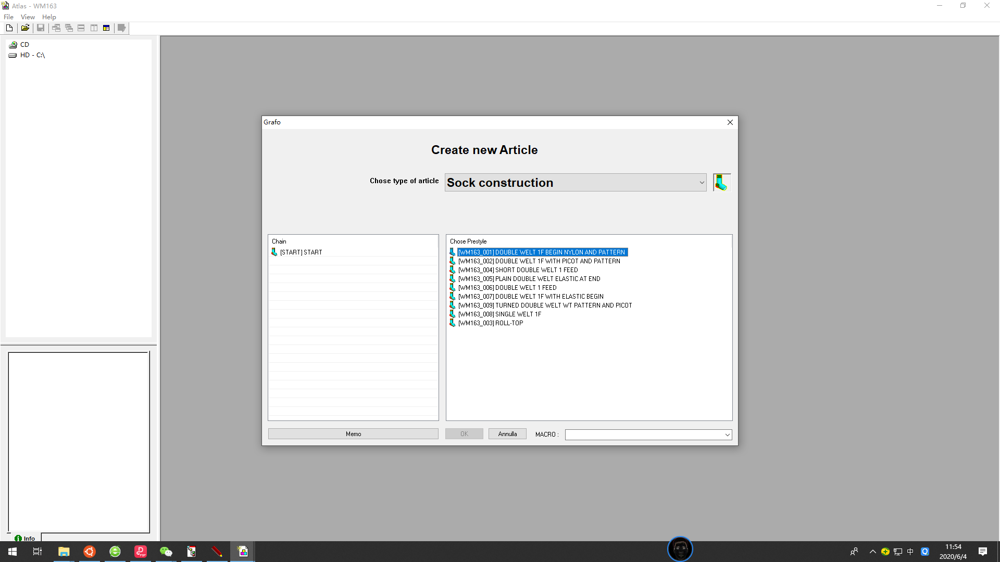 Atlas - WM163
File View Help
CD
HD - C:\
Grafo
Create new Article
Chose type of article
Sock construction
Chain
[START] START
Chose Prestyle
[WM163_001] DOUBLE WELT 1F BEGIN NYLON AND PATTERN
[WM163_002] DOUBLE WELT 1F WITH PICOT AND PATTERN
[WM163_004] SHORT DOUBLE WELT 1 FEED
[WM163_005] PLAIN DOUBLE WELT ELASTIC AT END
[WM163_006] DOUBLE WELT 1 FEED
[WM163_007] DOUBLE WELT 1F WITH ELASTIC BEGIN
[WM163_009] TURNED DOUBLE WELT WT PATTERN AND PICOT
[WM163_008] SINGLE WELT 1F
[WM163_003] ROLL-TOP
Memo
OK
Annulla
MACRO :
Info
PDF
中
11:54
2020/6/4